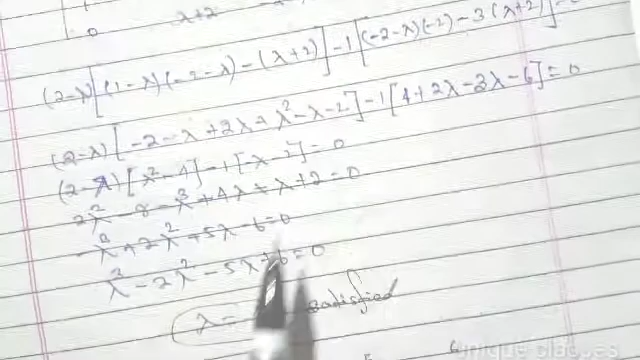 0 λ+2
(2-λ)[(1-λ)(-2-λ)-(λ+2)]-1[(-2-λ)(-2)-3(λ+2)]
(2-λ)[-2-λ+2λ+λ²-λ-2]-1[4+2λ-3λ-6]=0
(2-λ)[λ²-4]-1[-λ-2]=0
2λ²-8-λ³+4λ+λ+2=0
-λ³+2λ²+5λ-6=0
λ³-2λ²-5λ+6=0
λ= satisfied